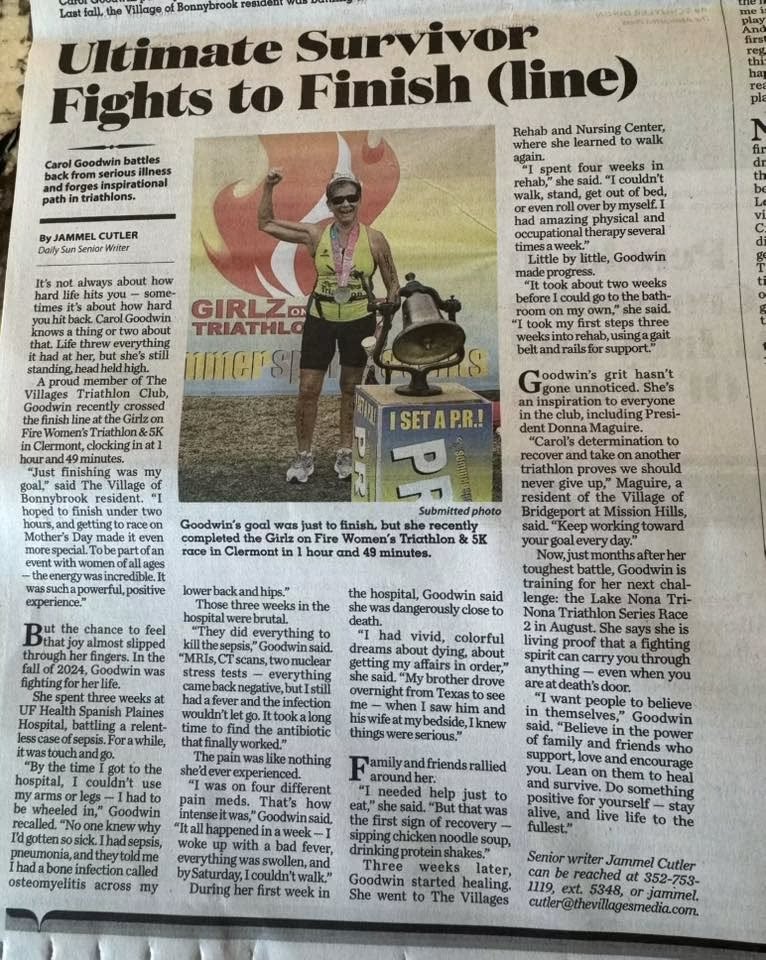 Last fall, the Village of Bonnybrook resident was
Ultimate Survivor
Fights to Finish (line)
Carol Goodwin battles
back from serious illness
and forges inspirational
path in triathlons.
By JAMMEL CUTLER
Daily Sun Senior Writer
It's not always about how
hard life hits you — some-
times it's about how hard
you hit back. Carol Goodwin
knows a thing or two about
that. Life threw everything
it had at her, but she's still
standing, head held high.
A proud member of The
Villages Triathlon Club,
Goodwin recently crossed
the finish line at the Girlz on
Fire Women's Triathlon & 5K
in Clermont, clocking in at 1
hour and 49 minutes.
"Just finishing was my
goal," said The Village of
Bonnybrook resident. "I
hoped to finish under two
hours, and getting to race on
Mother's Day made it even
more special. To be part of an
event with women of all ages
— the energy was incredible. It
was such a powerful, positive
experience."
But the chance to feel
that joy almost slipped
through her fingers. In the
fall of 2024, Goodwin was
fighting for her life.
She spent three weeks at
UF Health Spanish Plaines
Hospital, battling a relent-
less case of sepsis. For a while,
it was touch and go.
"By the time I got to the
hospital, I couldn't use
my arms or legs — I had to
be wheeled in," Goodwin
recalled. "No one knew why
I'd gotten so sick. I had sepsis,
pneumonia, and they told me
I had a bone infection called
osteomyelitis across my
GIRLZ ON
TRIATHLO
mmer
I SET A P.R.!
PR
PR
Submitted photo
Goodwin's goal was just to finish, but she recently
completed the Girlz on Fire Women's Triathlon & 5K
race in Clermont in 1 hour and 49 minutes.
lower back and hips."
Those three weeks in the
hospital were brutal.
"They did everything to
kill the sepsis," Goodwin said.
"MRIs, CT scans, two nuclear
stress tests — everything
came back negative, but I still
had a fever and the infection
wouldn't let go. It took a long
time to find the antibiotic
that finally worked."
The pain was like nothing
she'd ever experienced.
"I was on four different
pain meds. That's how
intense it was," Goodwin said.
"It all happened in a week — I
woke up with a bad fever,
everything was swollen, and
by Saturday, I couldn't walk."
During her first week in
the hospital, Goodwin said
she was dangerously close to
death.
"I had vivid, colorful
dreams about dying, about
getting my affairs in order,"
she said. "My brother drove
overnight from Texas to see
me — when I saw him and
his wife at my bedside, I knew
things were serious."
Family and friends rallied
around her.
"I needed help just to
eat," she said. "But that was
the first sign of recovery —
sipping chicken noodle soup,
drinking protein shakes."
Three weeks later,
Goodwin started healing.
She went to The Villages
Rehab and Nursing Center,
where she learned to walk
again.
"I spent four weeks in
rehab," she said. "I couldn't
walk, stand, get out of bed,
or even roll over by myself. I
had amazing physical and
occupational therapy several
times a week."
Little by little, Goodwin
made progress.
"It took about two weeks
before I could go to the bath-
room on my own," she said.
"I took my first steps three
weeks into rehab, using a gait
belt and rails for support."
Goodwin's grit hasn't
gone unnoticed. She's
an inspiration to everyone
in the club, including Presi-
dent Donna Maguire.
"Carol's determination to
recover and take on another
triathlon proves we should
never give up," Maguire, a
resident of the Village of
Bridgeport at Mission Hills,
said. "Keep working toward
your goal every day."
Now, just months after her
toughest battle, Goodwin is
training for her next chal-
lenge: the Lake Nona Tri-
Nona Triathlon Series Race
2 in August. She says she is
living proof that a fighting
spirit can carry you through
anything — even when you
are at death's door.
"I want people to believe
in themselves," Goodwin
said. "Believe in the power
of family and friends who
support, love and encourage
you. Lean on them to heal
and survive. Do something
positive for yourself — stay
alive, and live life to the
fullest."
Senior writer Jammel Cutler
can be reached at 352-753-
1119, ext. 5348, or jammel.
cutler@thevillagesmedia.com.